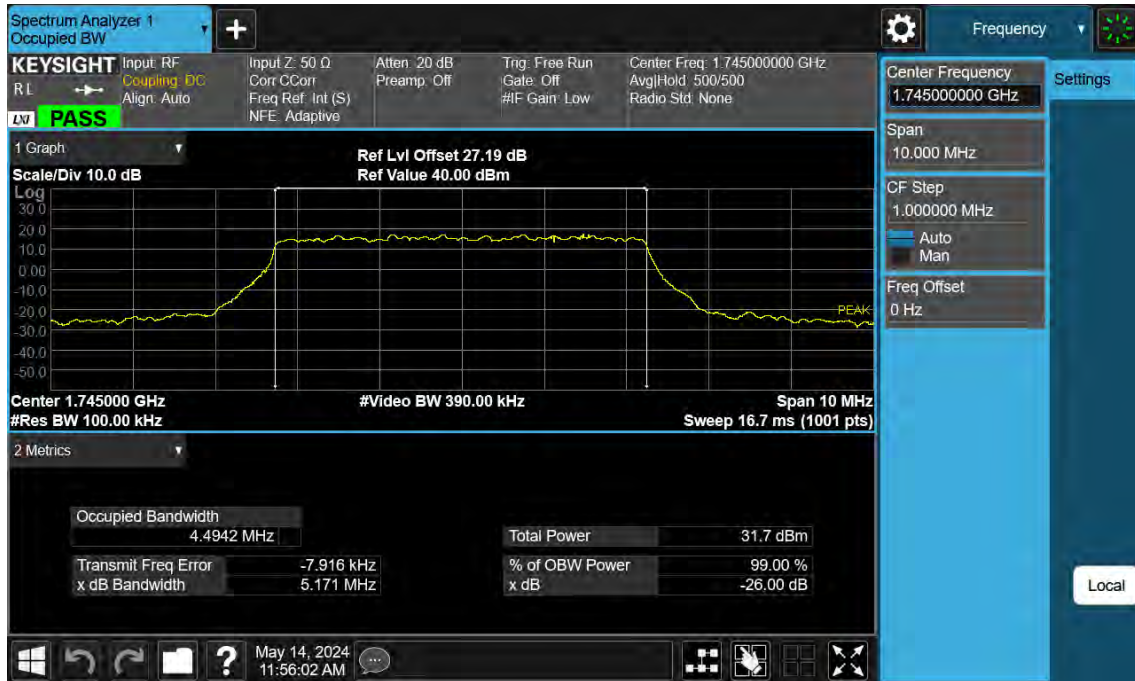 Spectrum Analyzer 1
Occupied BW
Frequency
KEYSIGHT
R L
LXI PASS
Input: RF
Coupling: DC
Align: Auto
Input Z: 50 Ω
Corr CCorr
Freq Ref: Int (S)
NFE: Adaptive
Atten: 20 dB
Preamp: Off
Trig: Free Run
Gate: Off
#IF Gain: Low
Center Freq: 1.745000000 GHz
Avg|Hold: 500/500
Radio Std: None
1 Graph
Scale/Div 10.0 dB
Ref Lvl Offset 27.19 dB
Ref Value 40.00 dBm
Log
30.0
20.0
10.0
0.00
-10.0
-20.0
-30.0
-40.0
-50.0
PEAK
Center 1.745000 GHz
#Video BW 390.00 kHz
Span 10 MHz
#Res BW 100.00 kHz
Sweep 16.7 ms (1001 pts)
2 Metrics
Occupied Bandwidth
4.4942 MHz
Total Power 31.7 dBm
Transmit Freq Error -7.916 kHz
% of OBW Power 99.00 %
x dB Bandwidth 5.171 MHz
x dB -26.00 dB
Center Frequency
1.745000000 GHz
Span
10.000 MHz
CF Step
1.000000 MHz
Auto
Man
Freq Offset
0 Hz
Settings
Local
?
May 14, 2024
11:56:02 AM